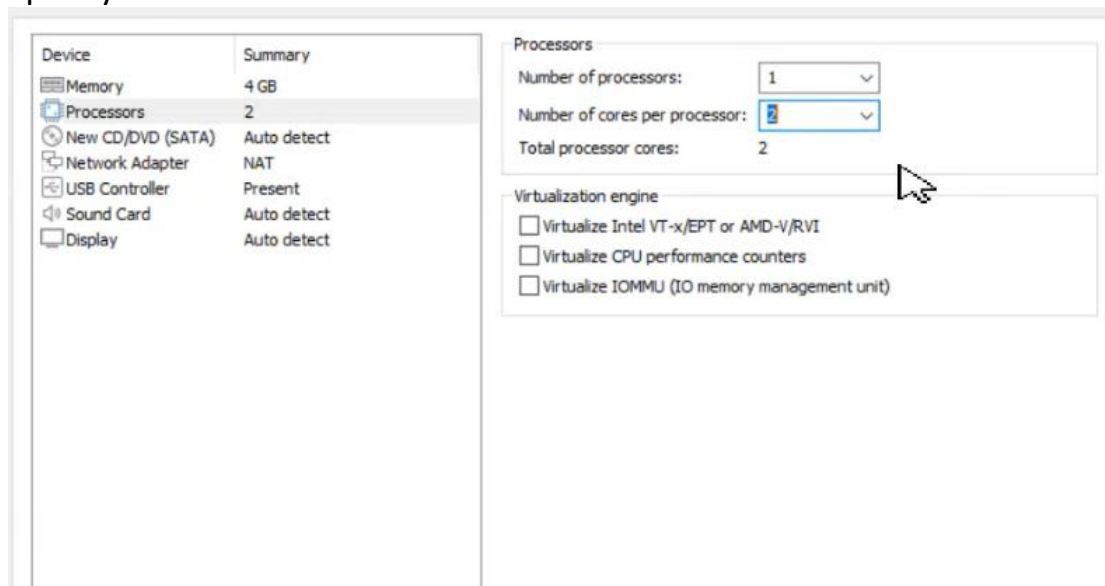 Device Summary
Memory 4 GB
Processors 2
New CD/DVD (SATA) Auto detect
Network Adapter NAT
USB Controller Present
Sound Card Auto detect
Display Auto detect
Processors
Number of processors: 1
Number of cores per processor: 2
Total processor cores: 2
Virtualization engine
Virtualize Intel VT-x/EPT or AMD-V/RVI
Virtualize CPU performance counters
Virtualize IOMMU (IO memory management unit)